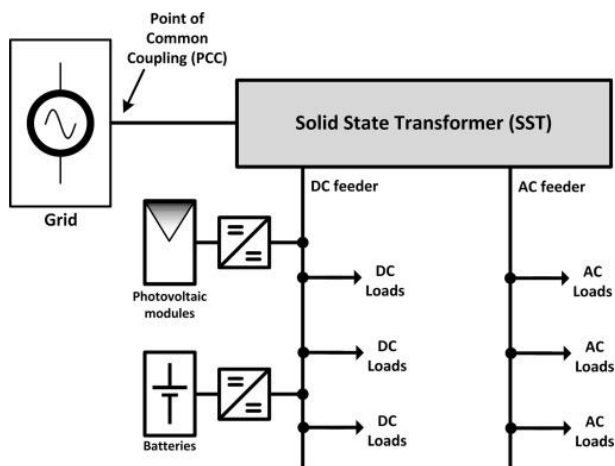 Point of
Common
Coupling (PCC)
Solid State Transformer (SST)
Grid
DC feeder
AC feeder
Photovoltaic
modules
DC
Loads
AC
Loads
DC
Loads
AC
Loads
Batteries
DC
Loads
AC
Loads